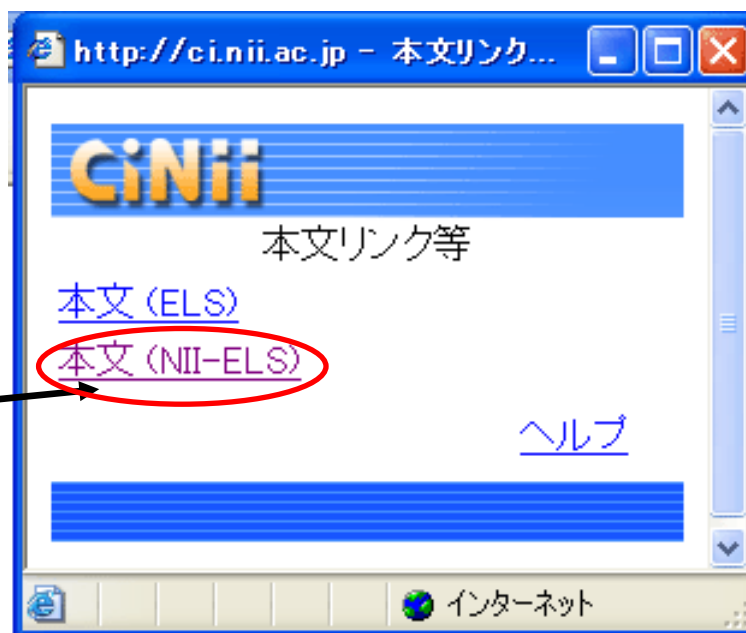 http://ci.nii.ac.jp - 本文リンク...
CiNii
本文リンク等
本文 (ELS)
本文 (NII-ELS)
ヘルプ
インターネット